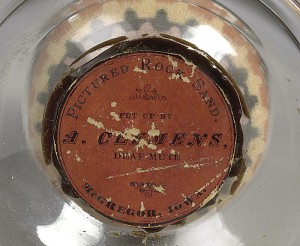 PICTURED ROCK SAND.
PUT UP BY
A. CLEMENS,
DEAF MUTE
McGREGOR, IOWA.